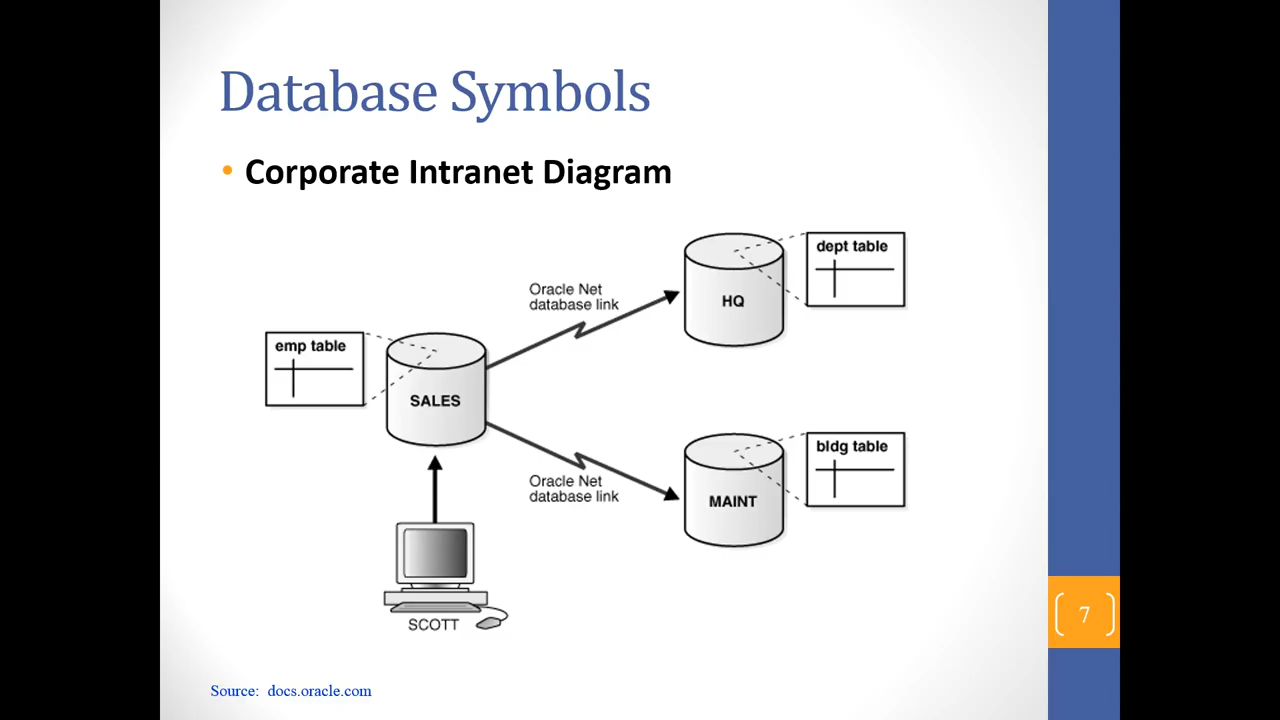 Database Symbols
• Corporate Intranet Diagram
dept table
Oracle Net
database link
HQ
emp table
SALES
bldg table
Oracle Net
database link
MAINT
SCOTT
7
Source: docs.oracle.com